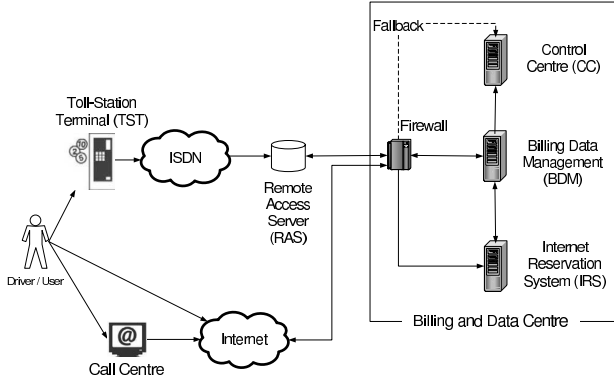 Fallback
Control
Centre (CC)
Toll-Station
Terminal (TST)
ISDN
Firewall
Billing Data
Management
(BDM)
Remote
Access
Server
(RAS)
Driver / User
Internet
Reservation
System (IRS)
Internet
@
Call Centre
Billing and Data Centre